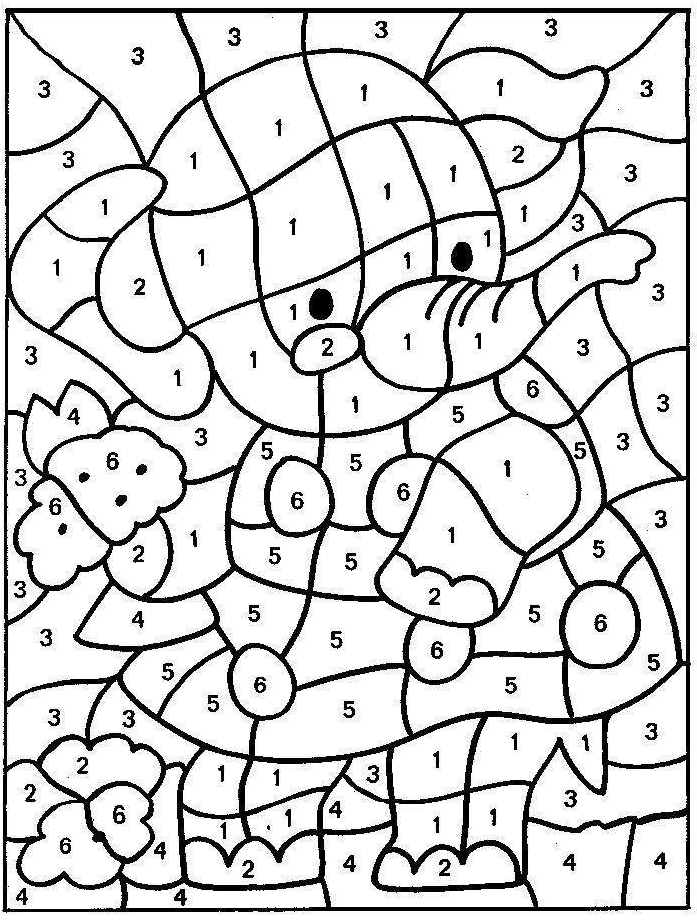 3 3 3 3
3 1 1 3
3 1 1 2 3
1 1 1 1 3
1 2 1 1 1 1 1 3
3 1 2 1 1 3
1 1 1 6 3
4 3 5 5 3
3 6 5 5 1
6 6 6 3
2 1 5 5 1 5
3 4 5 2 5 6
3 5 6 5
5 5 6 5 5
3 3 5 3
2 1 1 3 1 1 1
2 6 1 1 4 1 1 3
6 4 2 4 2 4 4
4 4